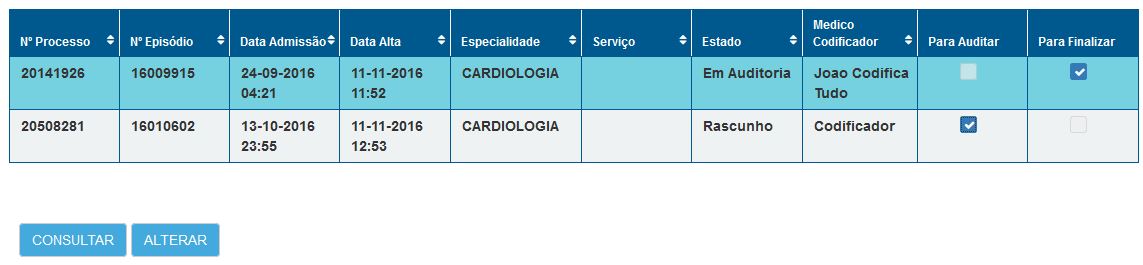 Nº Processo Nº Episódio Data Admissão Data Alta Especialidade Serviço Estado Medico Codificador Para Auditar Para Finalizar
20141926 16009915 24-09-2016 11-11-2016 CARDIOLOGIA Em Auditoria Joao Codifica
04:21 11:52 Tudo
20508281 16010602 13-10-2016 11-11-2016 CARDIOLOGIA Rascunho Codificador
23:55 12:53
CONSULTAR ALTERAR